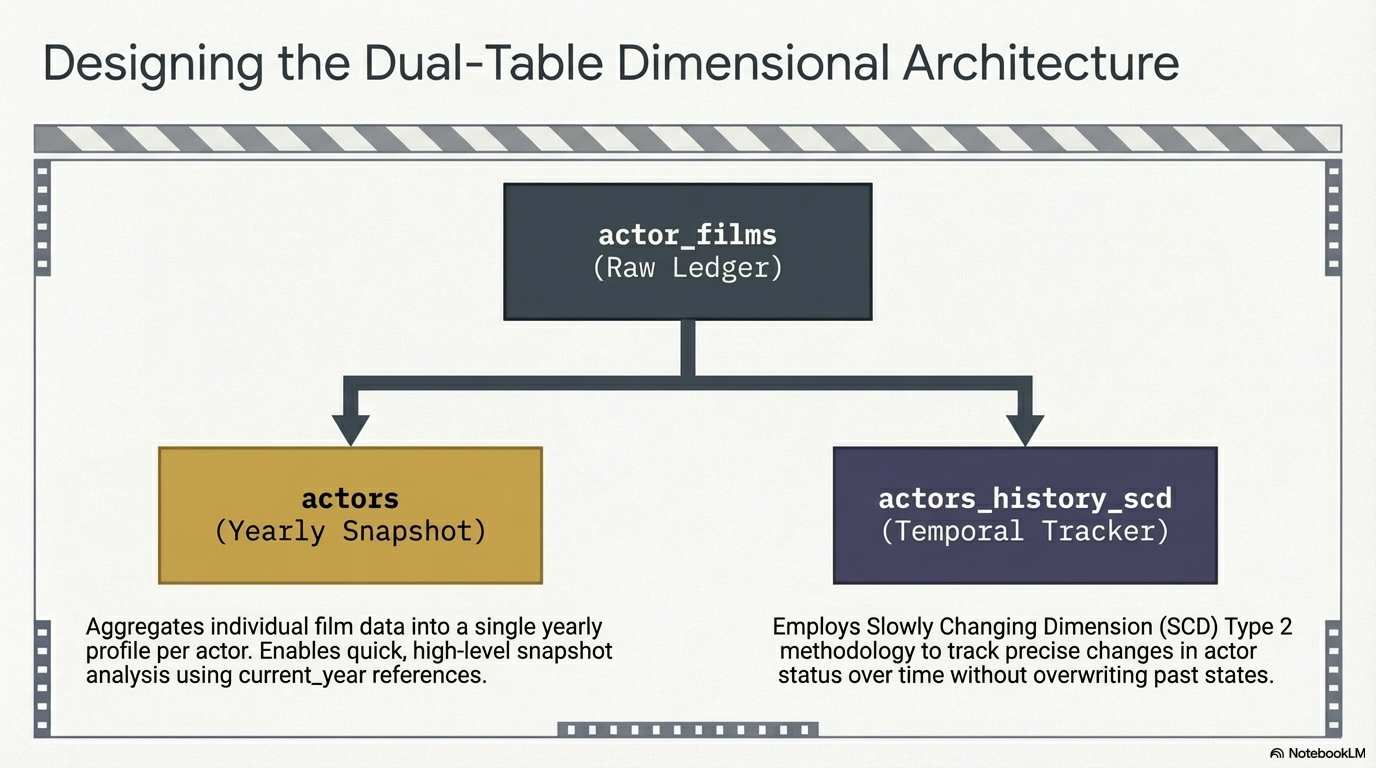 Designing the Dual-Table Dimensional Architecture
actor_films
(Raw Ledger)
actors
(Yearly Snapshot)
actors_history_scd
(Temporal Tracker)
Aggregates individual film data into a single yearly
profile per actor. Enables quick, high-level snapshot
analysis using current_year references.
Employs Slowly Changing Dimension (SCD) Type 2
methodology to track precise changes in actor
status over time without overwriting past states.
NotebookLM